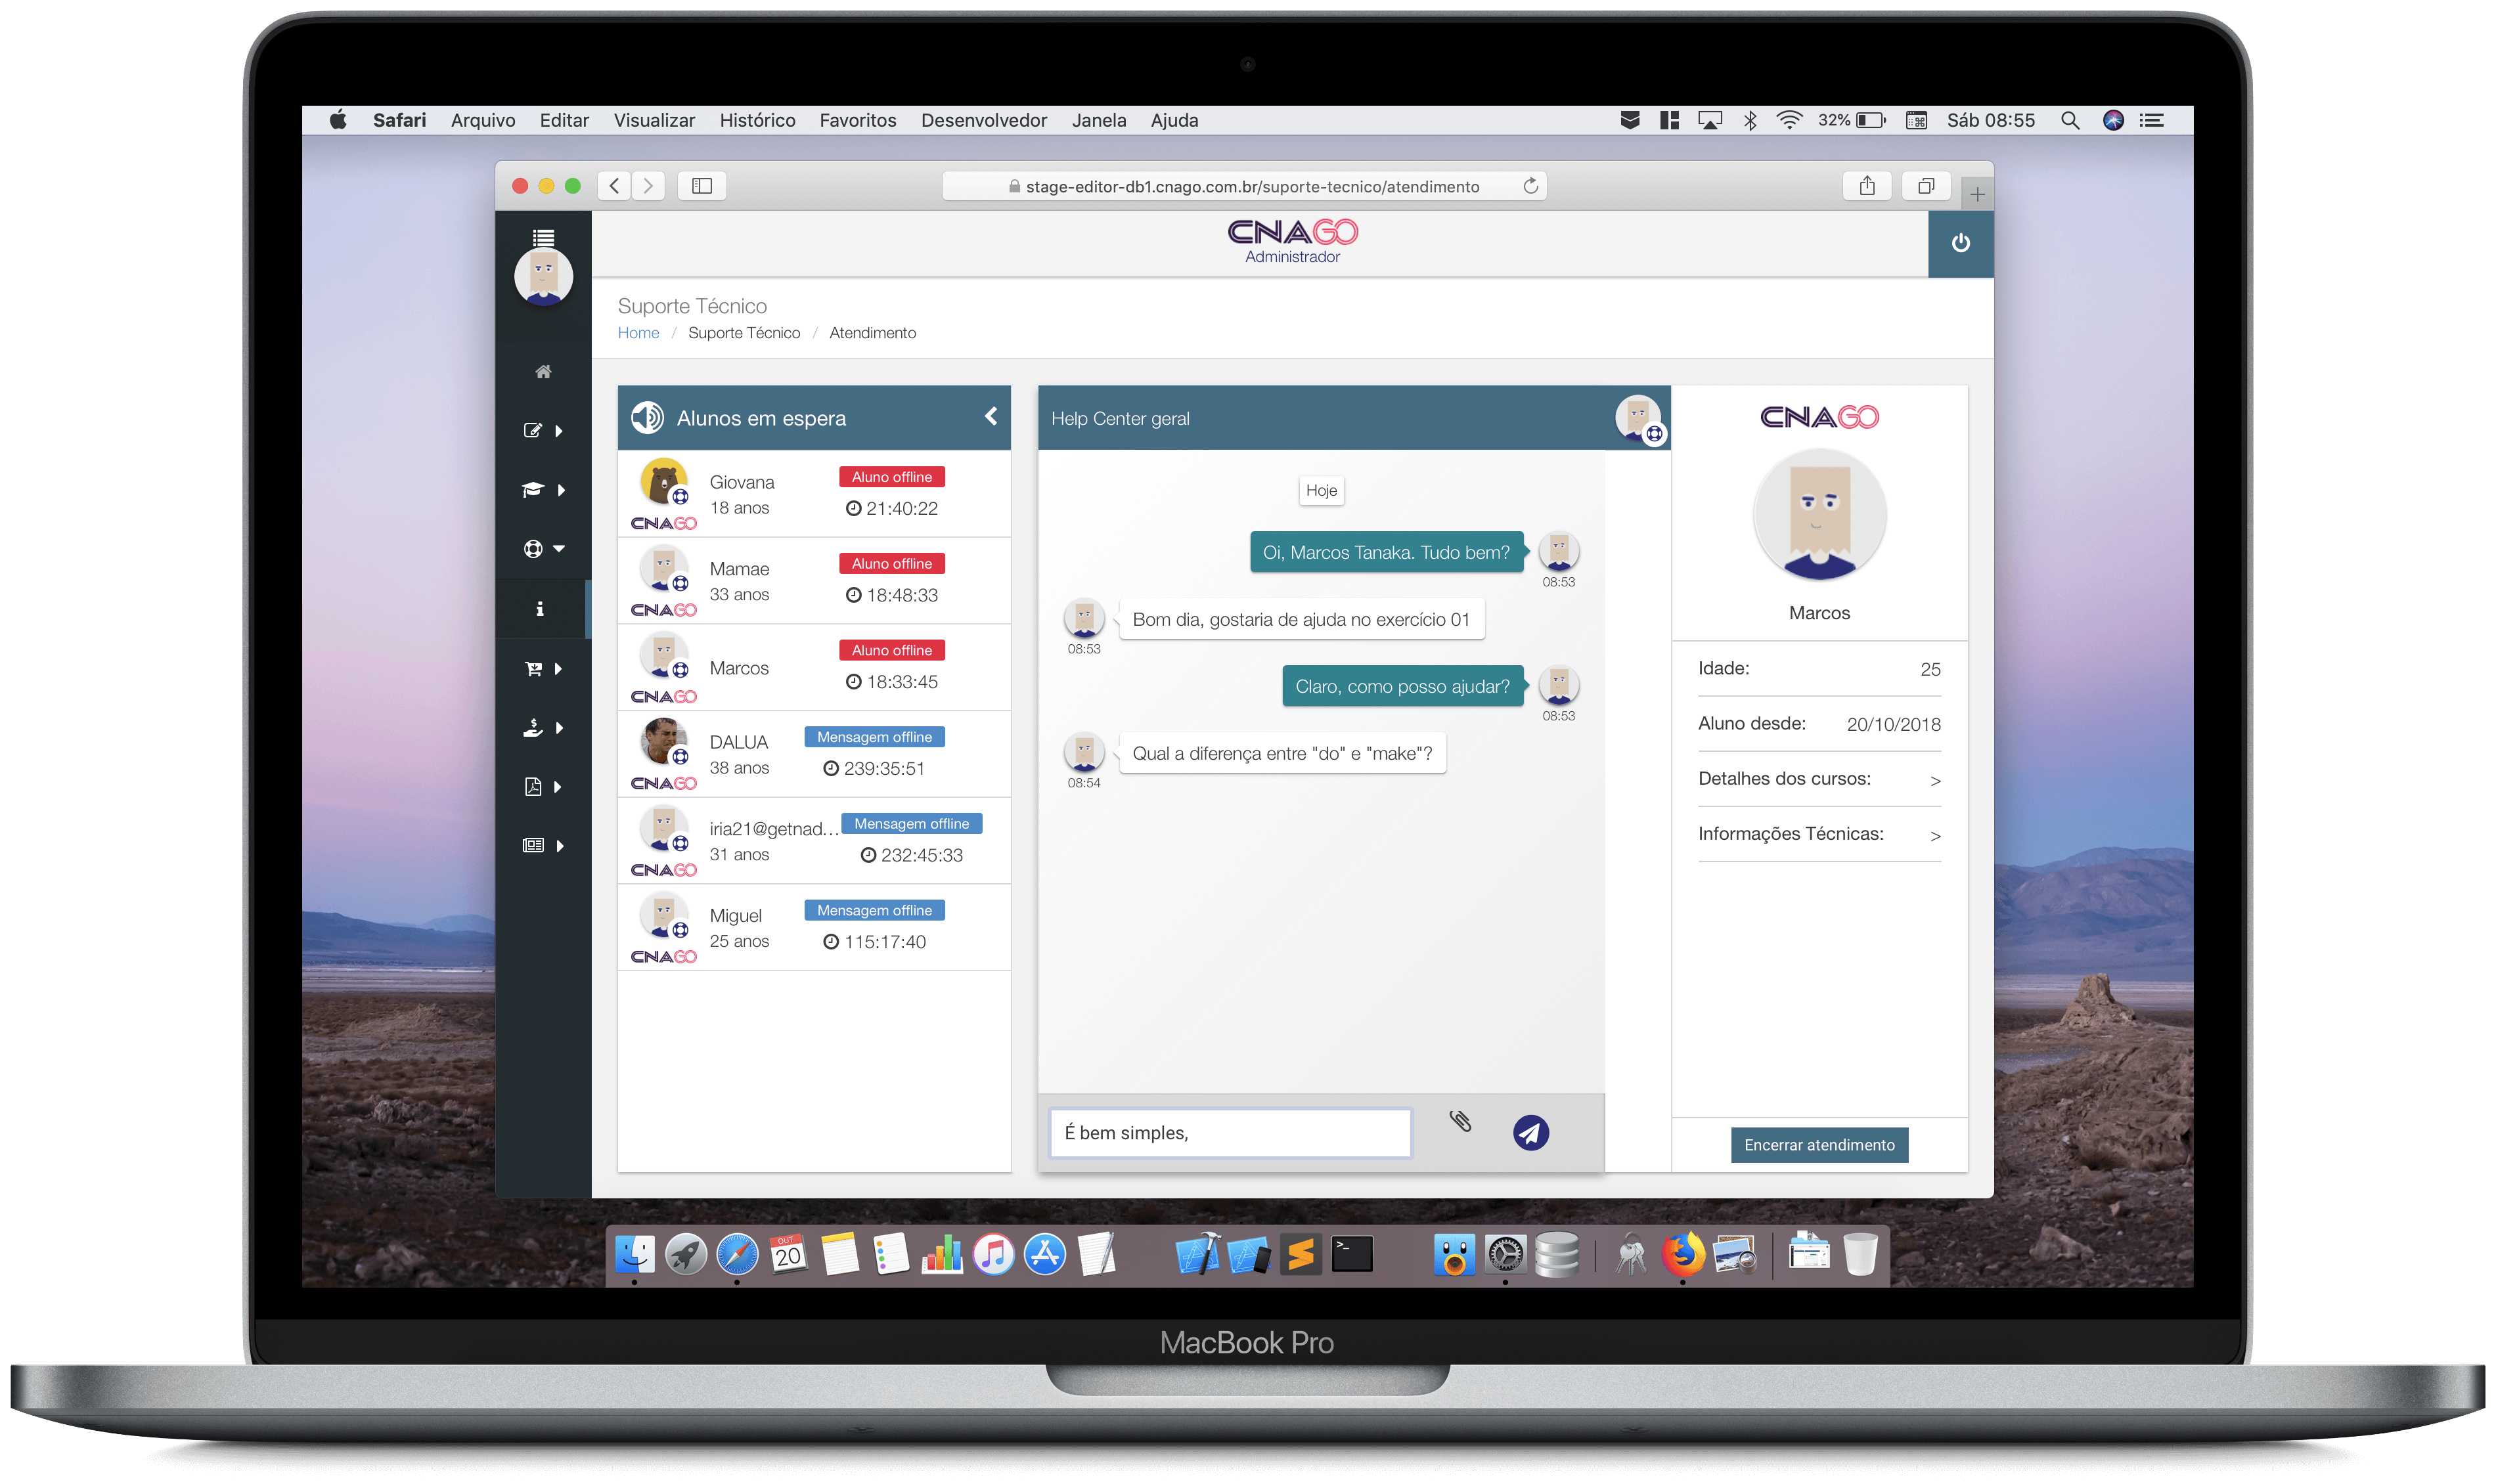 Safari Arquivo Editar Visualizar Histórico Favoritos Desenvolvedor Janela Ajuda 32% Sáb 08:55
stage-editor-db1.cnago.com.br/suporte-tecnico/atendimento
CNAGO
Administrador
Suporte Técnico
Home / Suporte Técnico / Atendimento
Alunos em espera
Giovana Aluno offline
18 anos 21:40:22
CNAGO
Mamae Aluno offline
33 anos 18:48:33
CNAGO
Marcos Aluno offline
18:33:45
CNAGO
DALUA Mensagem offline
38 anos 239:35:51
CNAGO
iria21@getnad... Mensagem offline
31 anos 232:45:33
CNAGO
Miguel Mensagem offline
25 anos 115:17:40
CNAGO
Help Center geral
Hoje
Oi, Marcos Tanaka. Tudo bem?
08:53
Bom dia, gostaria de ajuda no exercício 01
08:53
Claro, como posso ajudar?
08:53
Qual a diferença entre "do" e "make"?
08:54
É bem simples,
CNAGO
Marcos
Idade: 25
Aluno desde: 20/10/2018
Detalhes dos cursos: >
Informações Técnicas: >
Encerrar atendimento
OUT
20
MacBook Pro